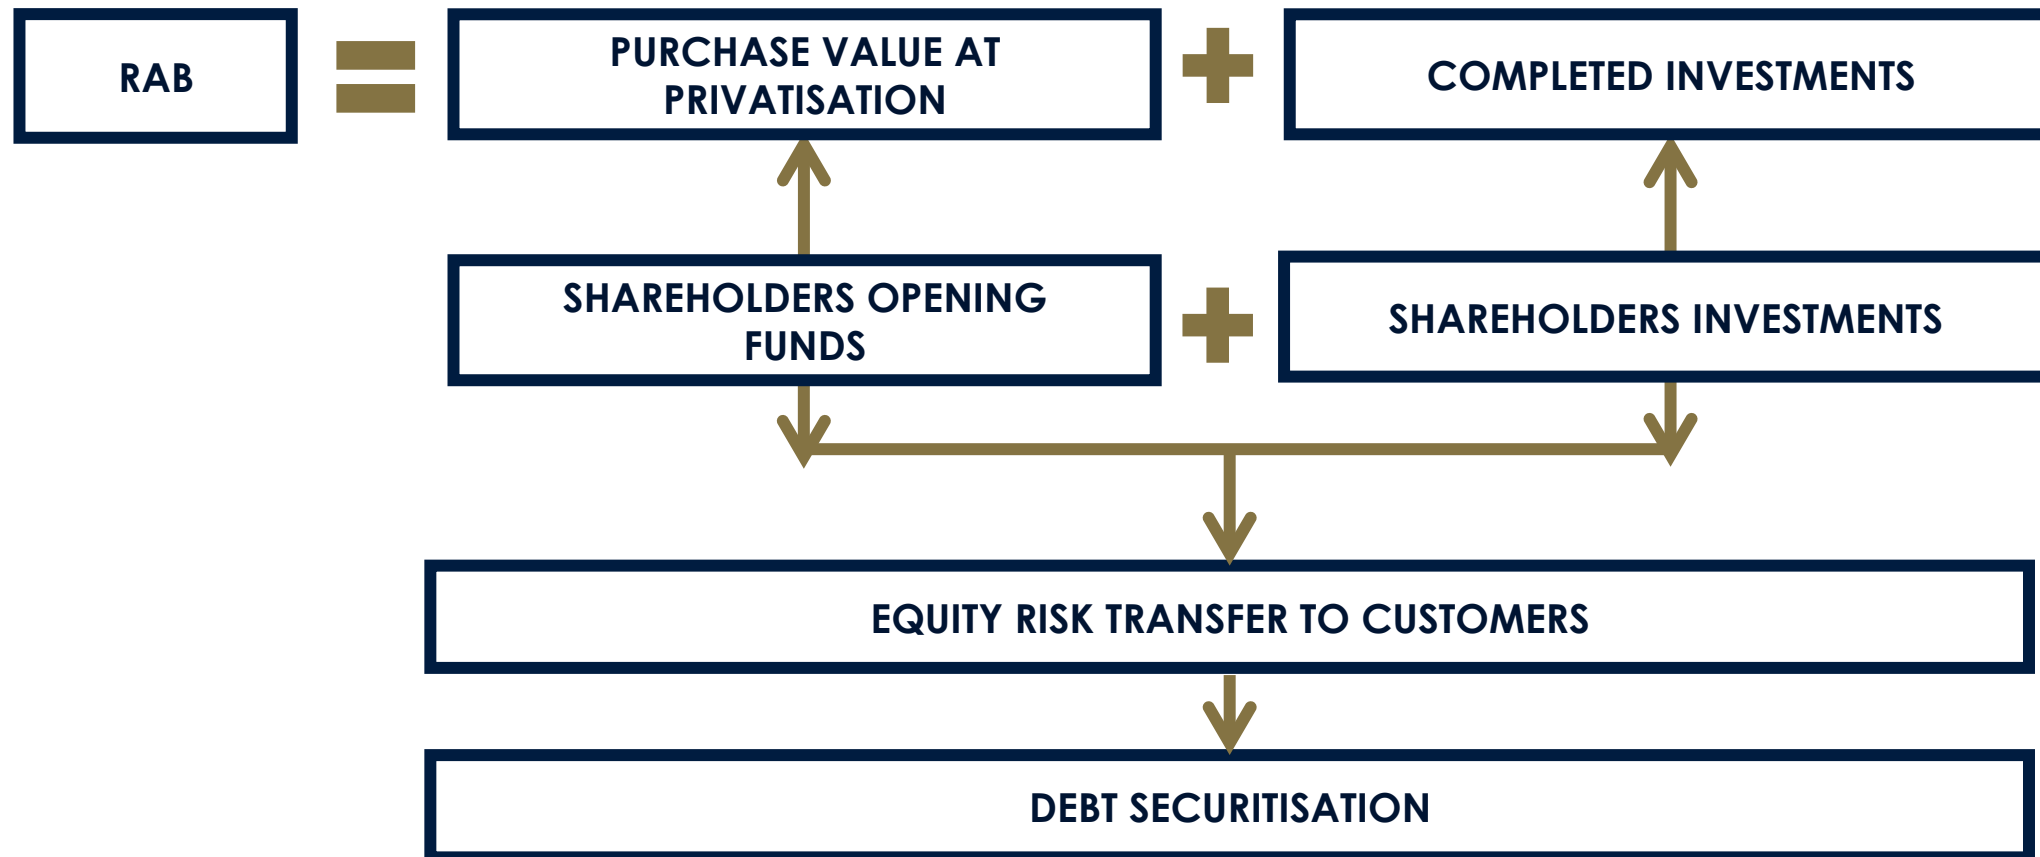 RAB
PURCHASE VALUE AT
PRIVATISATION
COMPLETED INVESTMENTS
SHAREHOLDERS OPENING
FUNDS
SHAREHOLDERS INVESTMENTS
EQUITY RISK TRANSFER TO CUSTOMERS
DEBT SECURITISATION